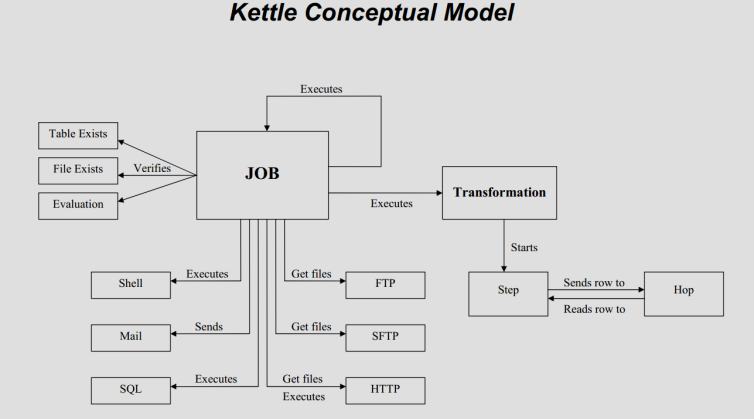 Kettle Conceptual Model
Executes
Table Exists
File Exists
Verifies
Evaluation
JOB
Executes
Transformation
Starts
Shell
Executes
Get files
FTP
Step
Sends row to
Reads row to
Hop
Mail
Sends
Get files
SFTP
SQL
Executes
Get files
Executes
HTTP